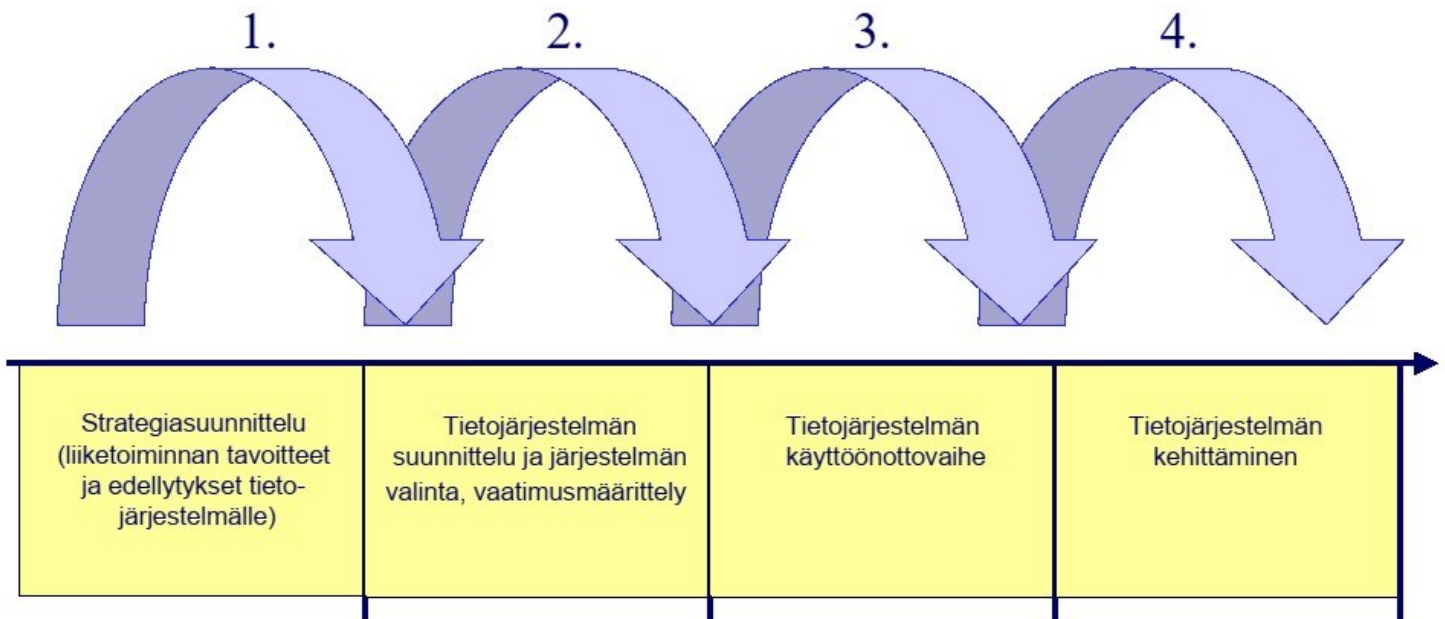 1.
2.
3.
4.
Strategiasuunnittelu
(liiketoiminnan tavoitteet
ja edellytykset tieto-
järjestelmälle)
Tietojärjestelmän
suunnittelu ja järjestelmän
valinta, vaatimusmäärittely
Tietojärjestelmän
käyttöönottovaihe
Tietojärjestelmän
kehittäminen